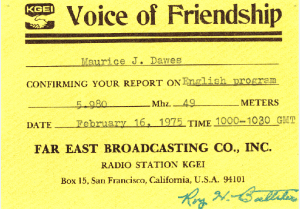 KGEI Voice of Friendship
Maurice J. Dawes
CONFIRMING YOUR REPORT ON English program
5.980 Mhz. 49 METERS
DATE February 16, 1975 TIME 1000-1030 GMT
FAR EAST BROADCASTING CO., INC.
RADIO STATION KGEI
Box 15, San Francisco, California, U.S.A. 94101
Roy H.